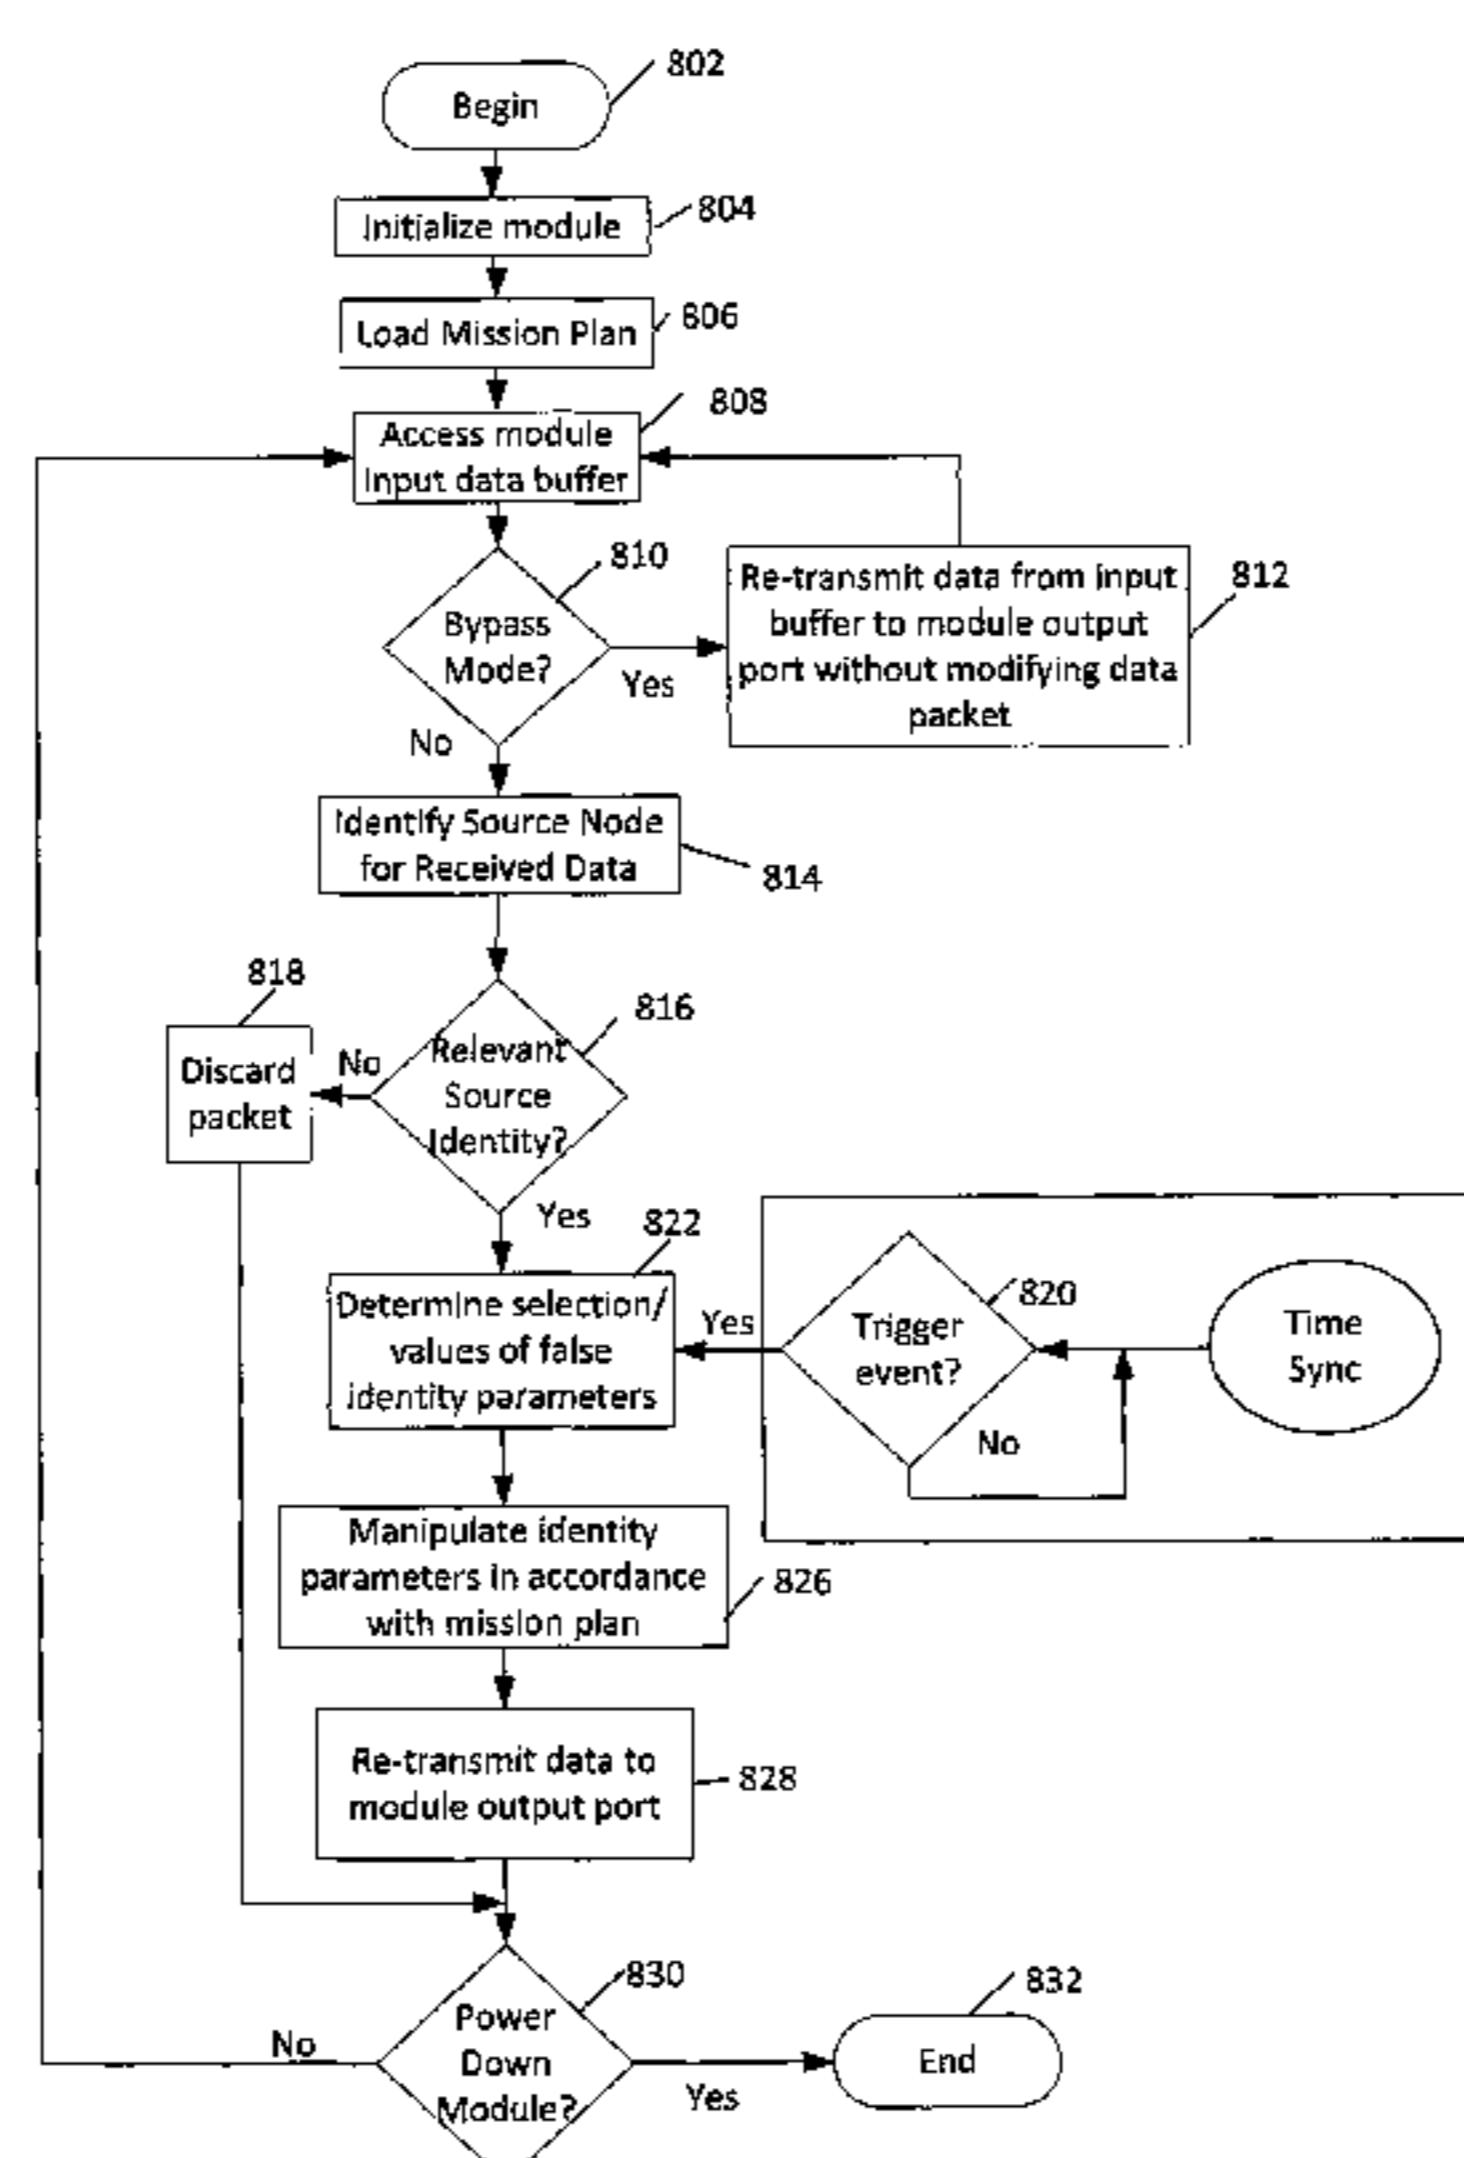 802
Begin
804
Initialize module
806
Load Mission Plan
808
Access module
input data buffer
810
Bypass
Mode?
Yes
No
Re-transmit data from input
buffer to module output
port without modifying data
packet
812
Identify Source Node
for Received Data
814
818
Discard
packet
No
816
Relevant
Source
Identity?
Yes
822
Determine selection/
values of false
identity parameters
Yes
820
Trigger
event?
No
Time
Sync
Manipulate identity
parameters in accordance
with mission plan
826
Re-transmit data to
module output port
828
830
Power
Down
Module?
No
Yes
832
End